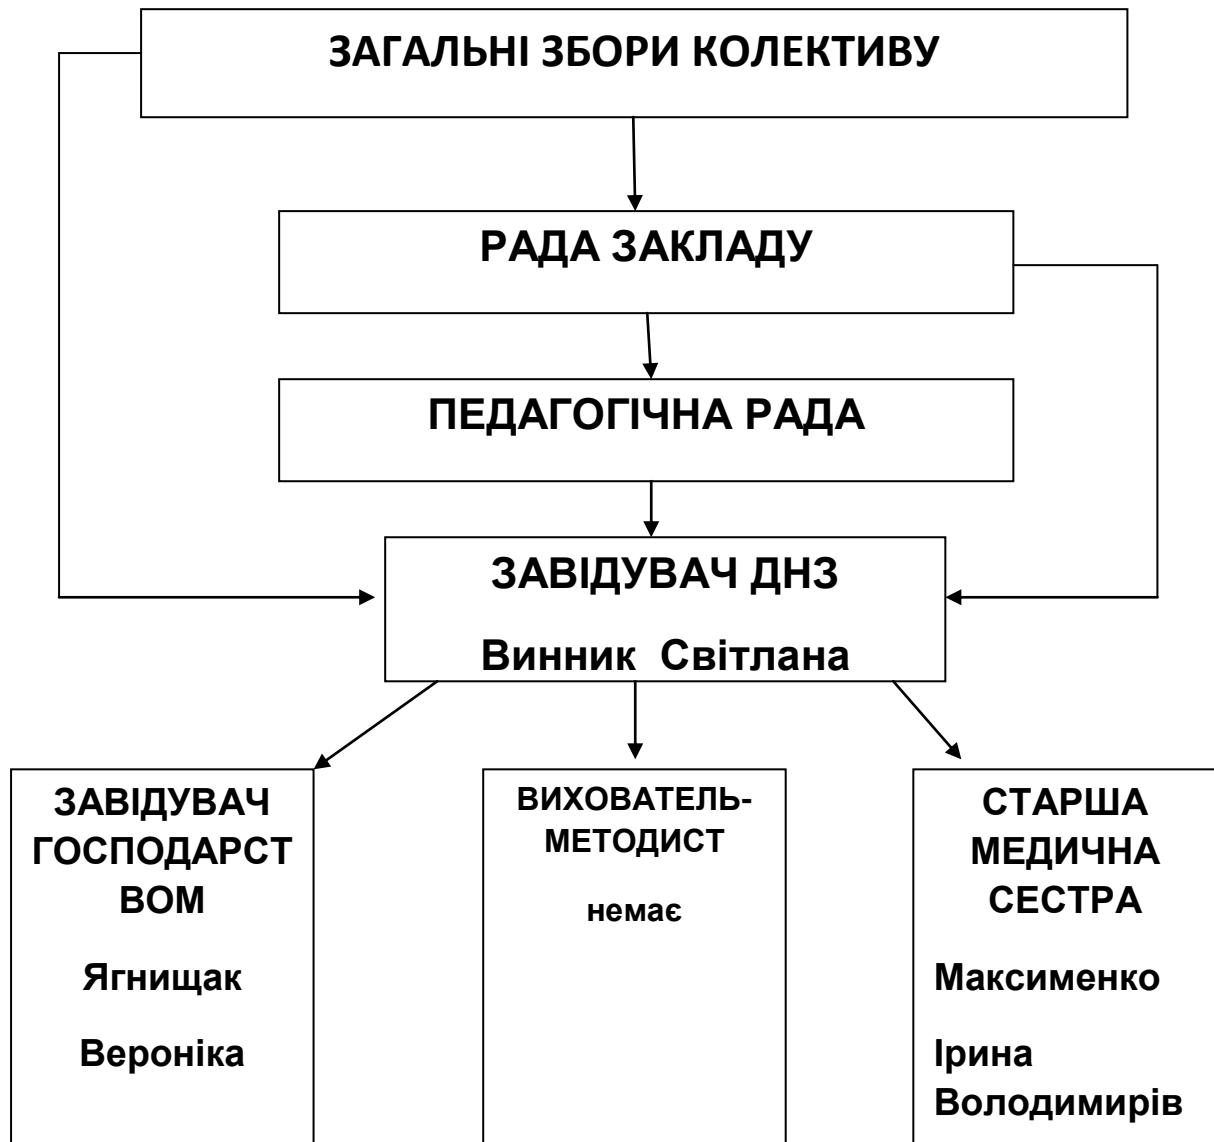 ЗАГАЛЬНІ ЗБОРИ КОЛЕКТИВУ
РАДА ЗАКЛАДУ
ПЕДАГОГІЧНА РАДА
ЗАВІДУВАЧ ДНЗ
Винник Світлана
ЗАВІДУВАЧ
ГОСПОДАРСТ
ВОМ
Ягнищак
Вероніка
ВИХОВАТЕЛЬ-
МЕТОДИСТ
немає
СТАРША
МЕДИЧНА
СЕСТРА
Максименко
Ірина
Володимирів